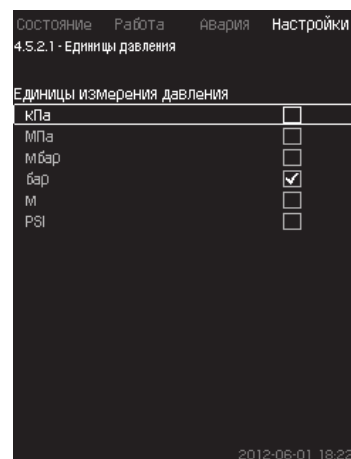 Состояние Работа Авария Настройки
4.5.2.1 - Единицы давления
Единицы измерения давления
кПа
МПа
мбар
бар
м
PSI
2012-06-01 18:22